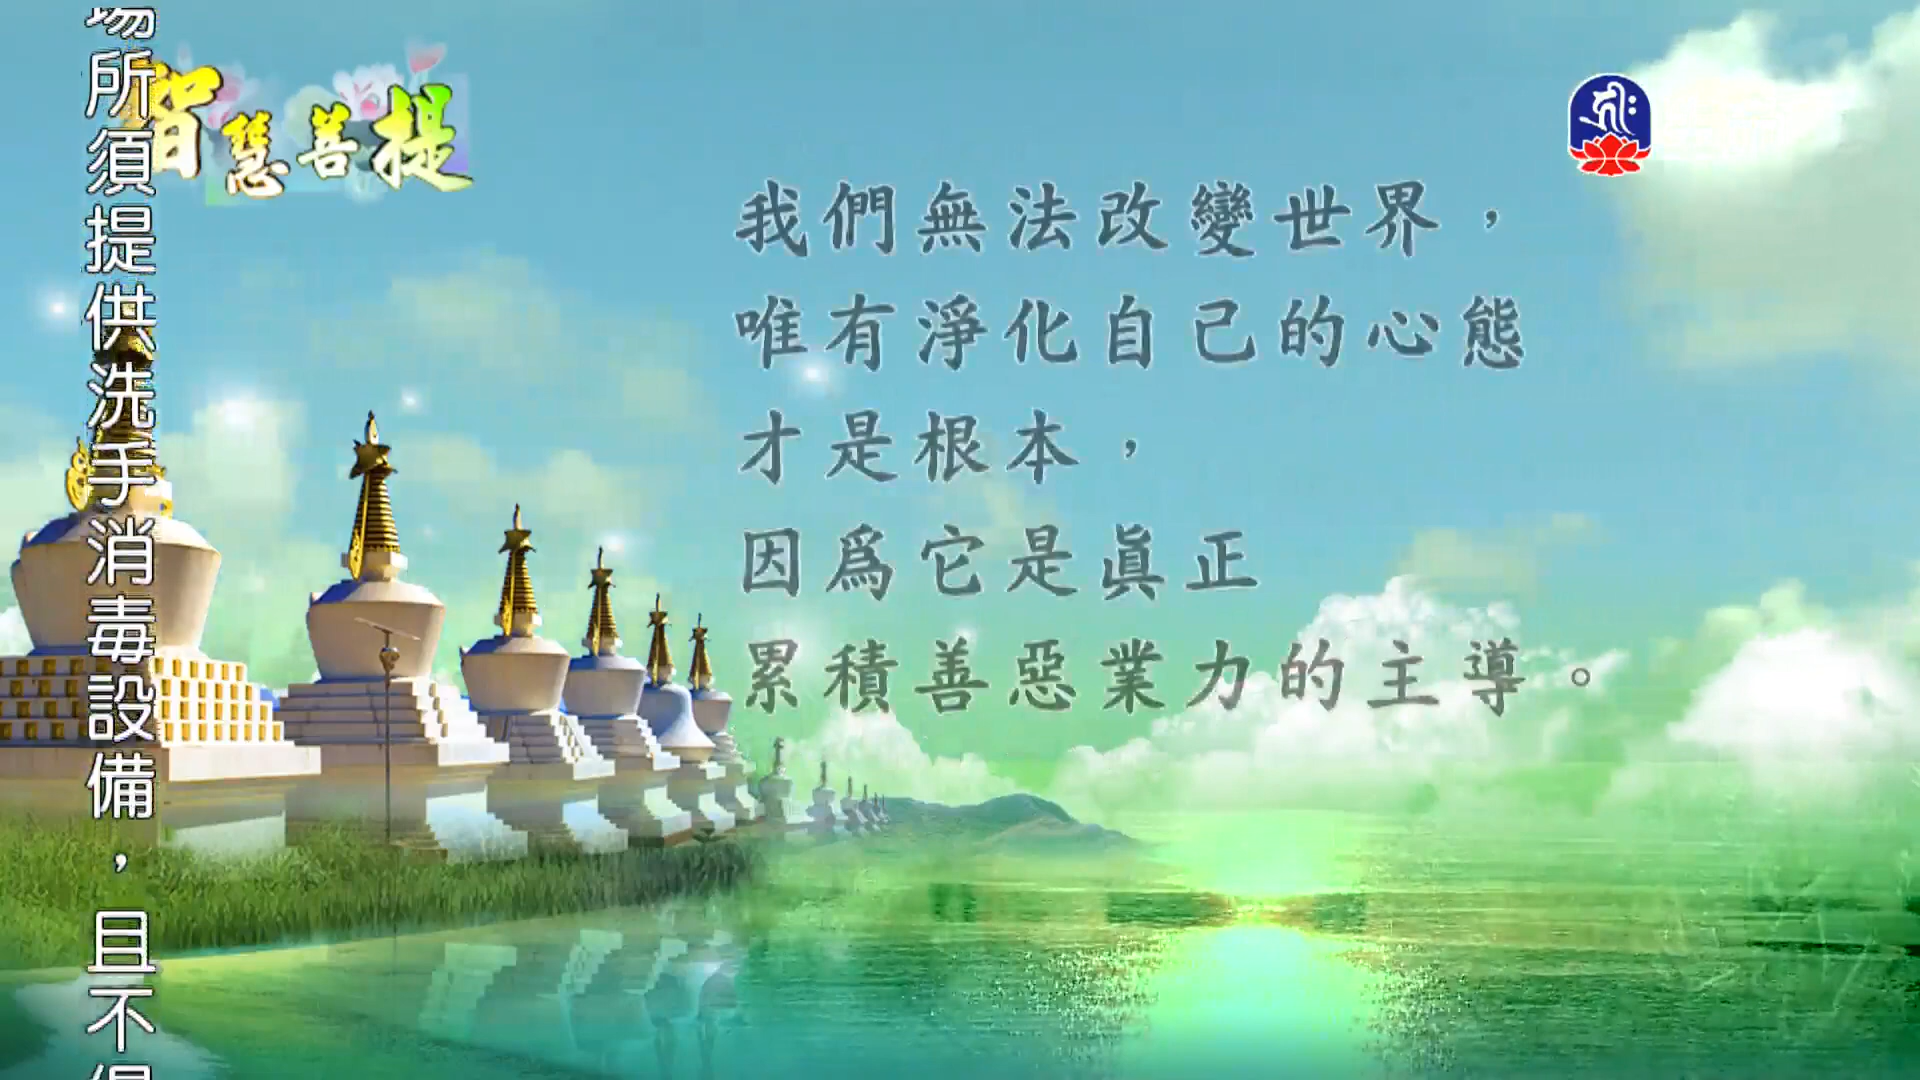 智慧菩提
我們無法改變世界，
唯有淨化自己的心態
才是根本，
因爲它是眞正
累積善惡業力的主導。
場所須提供洗手消毒設備，且不得